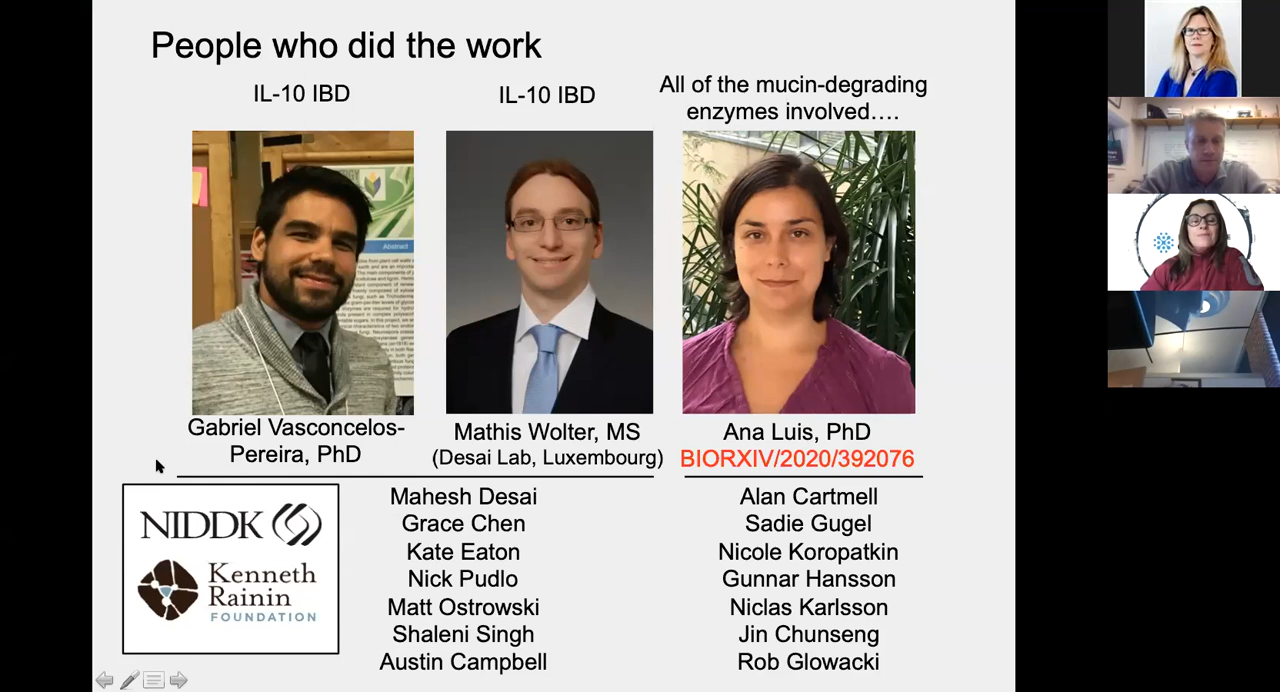 People who did the work
IL-10 IBD
IL-10 IBD
All of the mucin-degrading
enzymes involved….
Abstract
Gabriel Vasconcelos-
Pereira, PhD
Mathis Wolter, MS
(Desai Lab, Luxembourg)
Ana Luis, PhD
BIORXIV/2020/392076
NIDDK
Kenneth
Rainin
FOUNDATION
Mahesh Desai
Grace Chen
Kate Eaton
Nick Pudlo
Matt Ostrowski
Shaleni Singh
Austin Campbell
Alan Cartmell
Sadie Gugel
Nicole Koropatkin
Gunnar Hansson
Niclas Karlsson
Jin Chunseng
Rob Glowacki